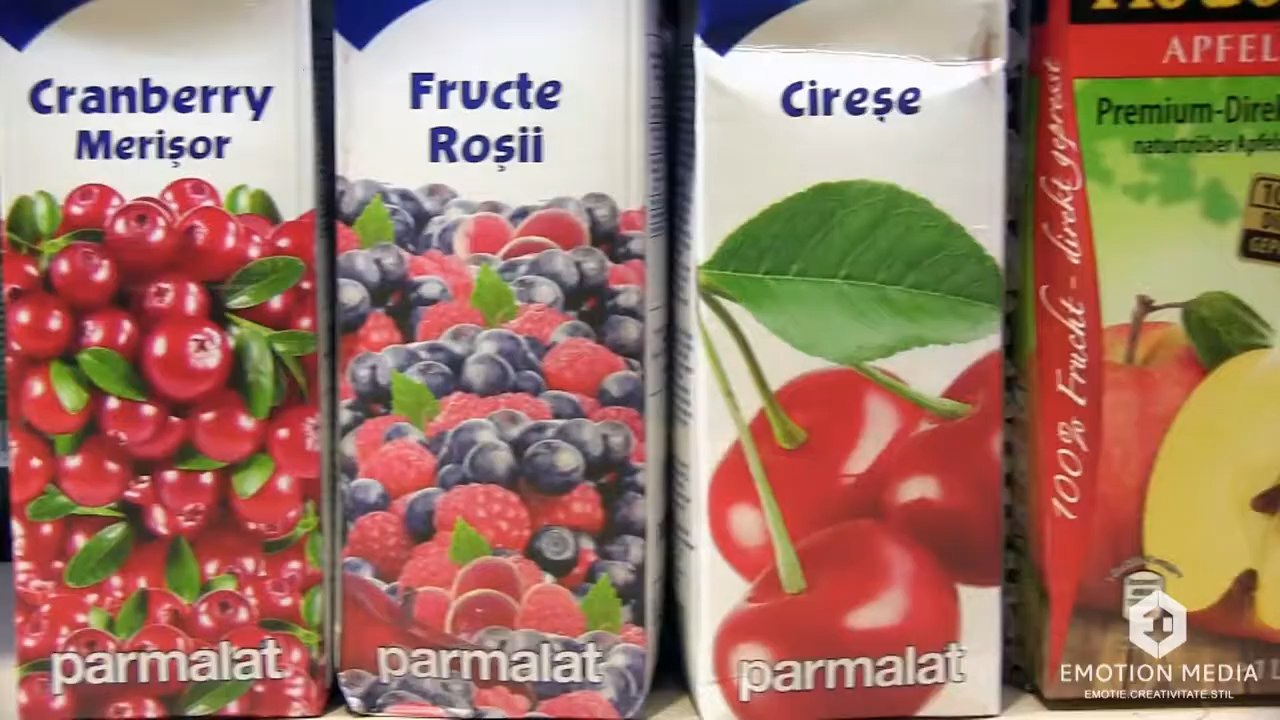 Cranberry
Merișor
parmalat
Fructe
Roșii
parmalat
Cireșe
parmalat
APFEL
Premium-Direk
naturtrüber Apfel
100% Frucht – direkt gepresst
EMOTION MEDIA
EMOTIE.CREATIVITATE.STIL